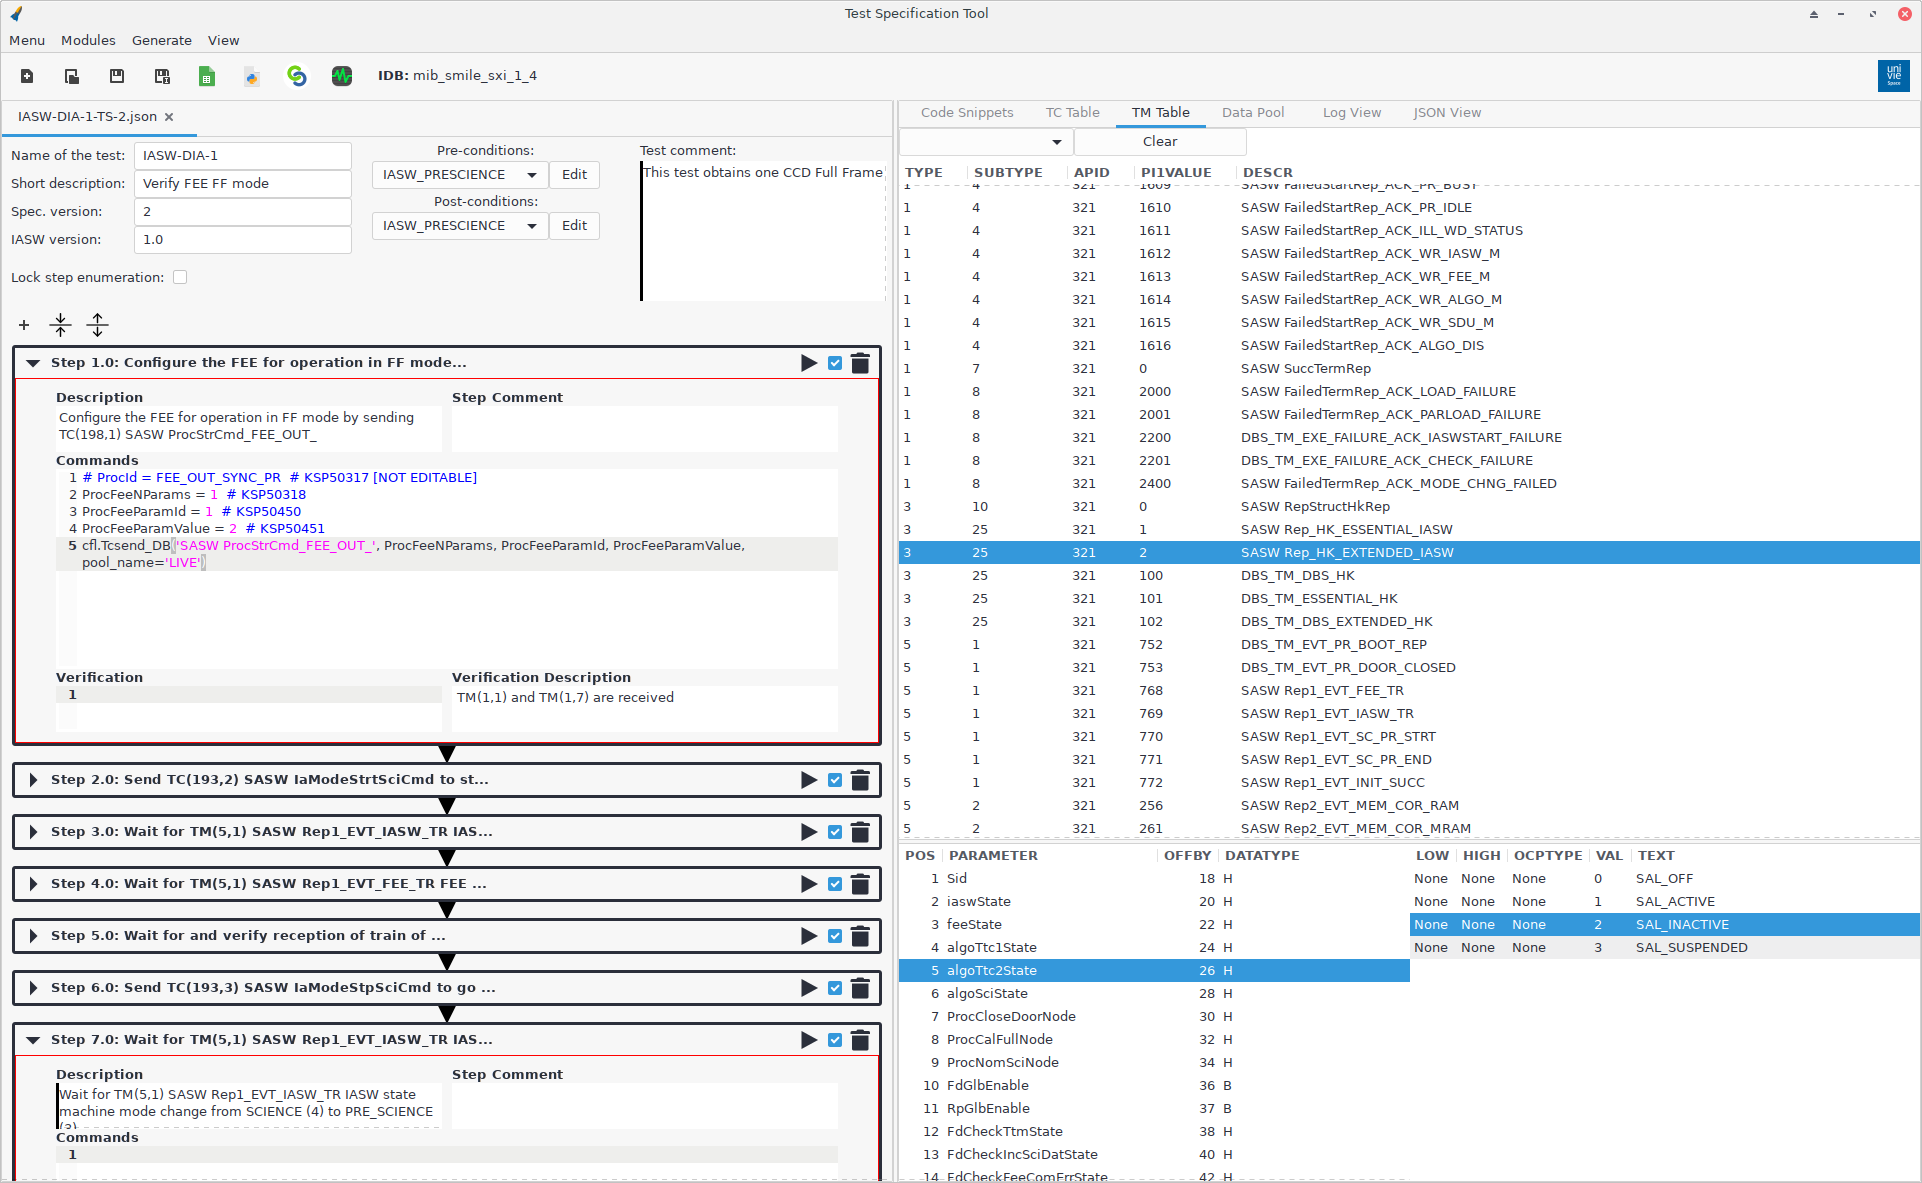 Test Specification Tool
Menu Modules Generate View
IDB: mib_smile_sxi_1_4
uni vie Space
IASW-DIA-1-TS-2.json
Name of the test: IASW-DIA-1
Short description: Verify FEE FF mode
Spec. version: 2
IASW version: 1.0
Lock step enumeration:
Pre-conditions:
IASW_PRESCIENCE Edit
Post-conditions:
IASW_PRESCIENCE Edit
Test comment:
This test obtains one CCD Full Frame
Step 1.0: Configure the FEE for operation in FF mode...
Description Step Comment
Configure the FEE for operation in FF mode by sending
TC(198,1) SASW ProcStrCmd_FEE_OUT_
Commands
1 # ProcId = FEE_OUT_SYNC_PR # KSP50317 [NOT EDITABLE]
2 ProcFeeNParams = 1 # KSP50318
3 ProcFeeParamId = 1 # KSP50450
4 ProcFeeParamValue = 2 # KSP50451
5 cfl.Tcsend_DB('SASW ProcStrCmd_FEE_OUT_', ProcFeeNParams, ProcFeeParamId, ProcFeeParamValue,
pool_name='LIVE')
Verification Verification Description
1 TM(1,1) and TM(1,7) are received
Step 2.0: Send TC(193,2) SASW IaModeStrtSciCmd to st...
Step 3.0: Wait for TM(5,1) SASW Rep1_EVT_IASW_TR IAS...
Step 4.0: Wait for TM(5,1) SASW Rep1_EVT_FEE_TR FEE ...
Step 5.0: Wait for and verify reception of train of ...
Step 6.0: Send TC(193,3) SASW IaModeStpSciCmd to go ...
Step 7.0: Wait for TM(5,1) SASW Rep1_EVT_IASW_TR IAS...
Description Step Comment
Wait for TM(5,1) SASW Rep1_EVT_IASW_TR IASW state
machine mode change from SCIENCE (4) to PRE_SCIENCE
(3)
Commands
1
Code Snippets TC Table TM Table Data Pool Log View JSON View
Clear
TYPE SUBTYPE APID PI1VALUE DESCR
1 4 321 1609 SASW FailedStartRep_ACK_PR_BUSY
1 4 321 1610 SASW FailedStartRep_ACK_PR_IDLE
1 4 321 1611 SASW FailedStartRep_ACK_ILL_WD_STATUS
1 4 321 1612 SASW FailedStartRep_ACK_WR_IASW_M
1 4 321 1613 SASW FailedStartRep_ACK_WR_FEE_M
1 4 321 1614 SASW FailedStartRep_ACK_WR_ALGO_M
1 4 321 1615 SASW FailedStartRep_ACK_WR_SDU_M
1 4 321 1616 SASW FailedStartRep_ACK_ALGO_DIS
1 7 321 0 SASW SuccTermRep
1 8 321 2000 SASW FailedTermRep_ACK_LOAD_FAILURE
1 8 321 2001 SASW FailedTermRep_ACK_PARLOAD_FAILURE
1 8 321 2200 DBS_TM_EXE_FAILURE_ACK_IASWSTART_FAILURE
1 8 321 2201 DBS_TM_EXE_FAILURE_ACK_CHECK_FAILURE
1 8 321 2400 SASW FailedTermRep_ACK_MODE_CHNG_FAILED
3 10 321 0 SASW RepStructHkRep
3 25 321 1 SASW Rep_HK_ESSENTIAL_IASW
3 25 321 2 SASW Rep_HK_EXTENDED_IASW
3 25 321 100 DBS_TM_DBS_HK
3 25 321 101 DBS_TM_ESSENTIAL_HK
3 25 321 102 DBS_TM_DBS_EXTENDED_HK
5 1 321 752 DBS_TM_EVT_PR_BOOT_REP
5 1 321 753 DBS_TM_EVT_PR_DOOR_CLOSED
5 1 321 768 SASW Rep1_EVT_FEE_TR
5 1 321 769 SASW Rep1_EVT_IASW_TR
5 1 321 770 SASW Rep1_EVT_SC_PR_STRT
5 1 321 771 SASW Rep1_EVT_SC_PR_END
5 1 321 772 SASW Rep1_EVT_INIT_SUCC
5 2 321 256 SASW Rep2_EVT_MEM_COR_RAM
5 2 321 261 SASW Rep2_EVT_MEM_COR_MRAM
POS PARAMETER OFFBY DATATYPE
1 Sid 18 H
2 iaswState 20 H
3 feeState 22 H
4 algoTtc1State 24 H
5 algoTtc2State 26 H
6 algoSciState 28 H
7 ProcCloseDoorNode 30 H
8 ProcCalFullNode 32 H
9 ProcNomSciNode 34 H
10 FdGlbEnable 36 B
11 RpGlbEnable 37 B
12 FdCheckTtmState 38 H
13 FdCheckIncSciDatState 40 H
14 FdCheckFeeComErrState 42 H
LOW HIGH OCPTYPE VAL TEXT
None None None 0 SAL_OFF
None None None 1 SAL_ACTIVE
None None None 2 SAL_INACTIVE
None None None 3 SAL_SUSPENDED